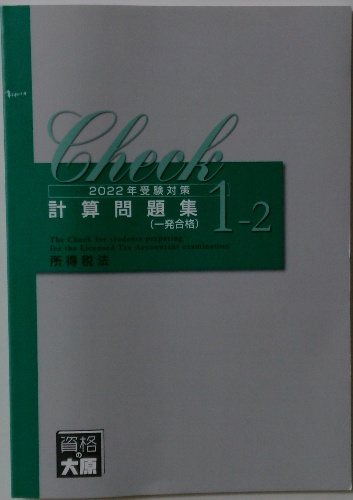 Check
2022年受験対策
計算問題集
(一発合格)
1-2
The Check for students preparing
for the Licensed Tax Accountant examination
所得税法
資格
の
大原